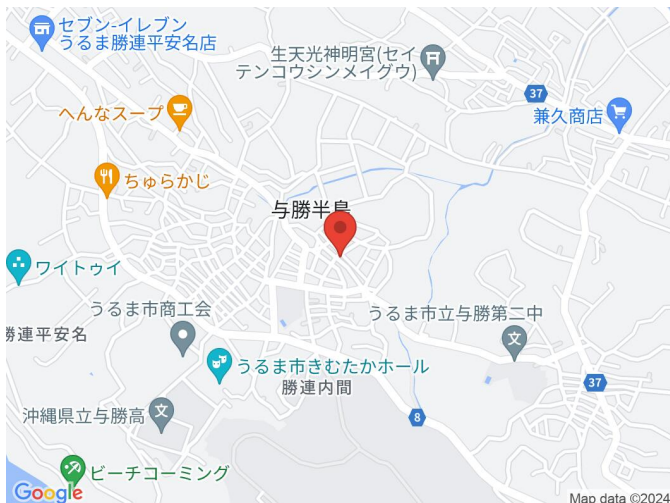 セブン-イレブン
うるま勝連平安名店
生天光神明宮(セイ
テンコウシンメイグウ)
37
兼久商店
へんなスープ
ちゅらかじ
与勝半島
ワイトゥイ
うるま市商工会
うるま市立与勝第二中
勝連平安名
文
うるま市きむたかホール
勝連内間
37
沖縄県立与勝高
文
8
ビーチコーミング
Google
Map data ©2024